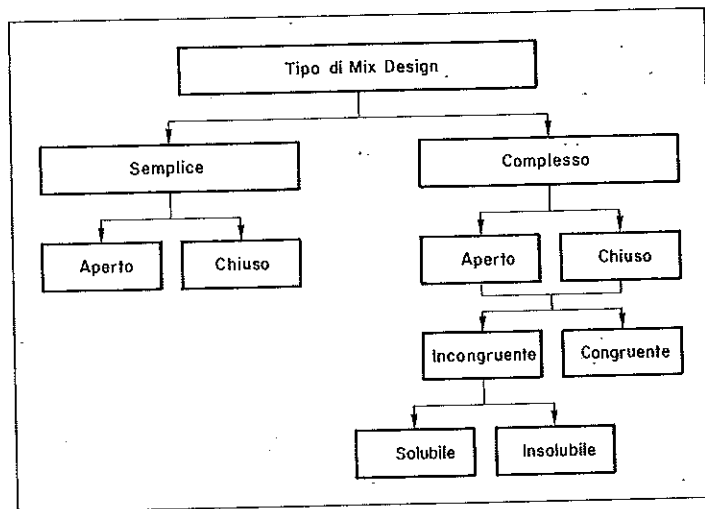 Tipo di Mix Design
Semplice
Complesso
Aperto
Chiuso
Aperto
Chiuso
Incongruente
Congruente
Solubile
Insolubile